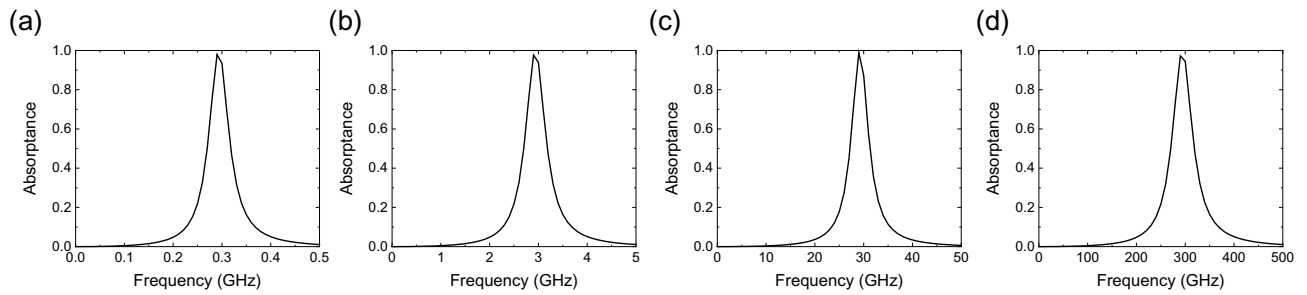 (a) (b) (c) (d)
1.0 1.0 1.0 1.0
0.8 0.8 0.8 0.8
0.6 0.6 0.6 0.6
0.4 0.4 0.4 0.4
0.2 0.2 0.2 0.2
0.0 0.0 0.0 0.0
Absorptance Absorptance Absorptance Absorptance
0.0 0.1 0.2 0.3 0.4 0.5 0 1 2 3 4 5 0 10 20 30 40 50 0 100 200 300 400 500
Frequency (GHz) Frequency (GHz) Frequency (GHz) Frequency (GHz)